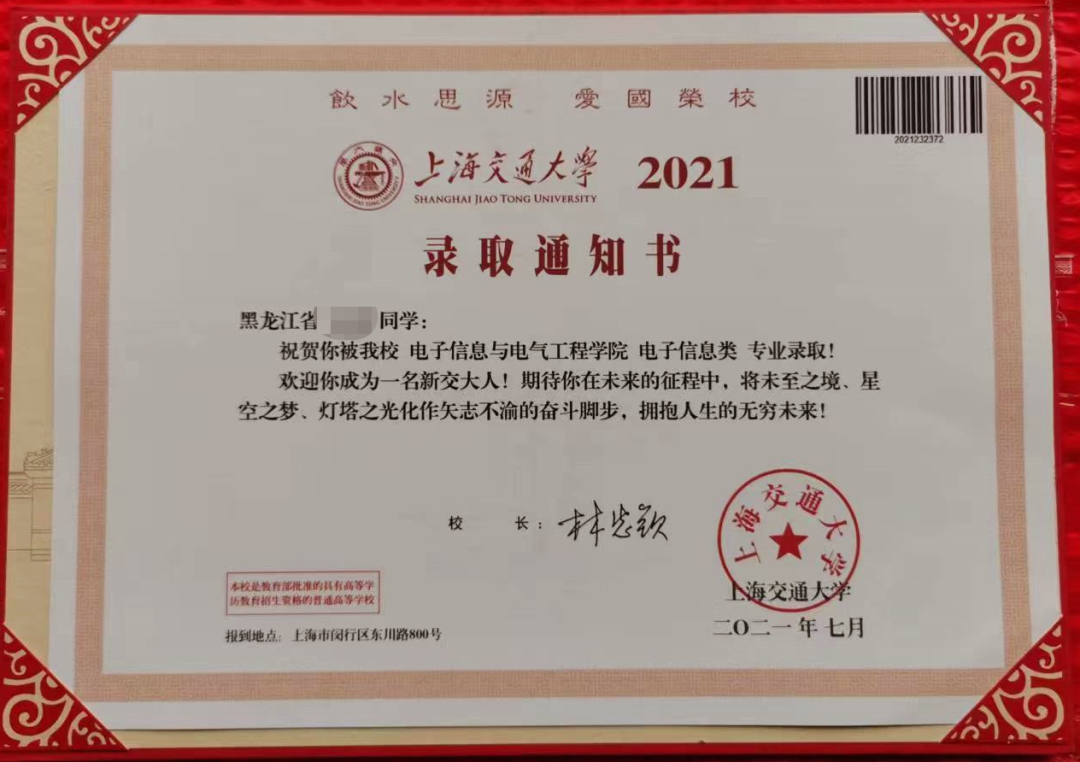 飲水思源 愛國榮校
2021232372
上海交通大學 2021
SHANGHAI JIAO TONG UNIVERSITY
录取通知书
黑龙江省 同学：
祝贺你被我校 电子信息与电气工程学院 电子信息类 专业录取！
欢迎你成为一名新交大人！期待你在未来的征程中，将未至之境、星
空之梦、灯塔之光化作矢志不渝的奋斗脚步，拥抱人生的无穷未来！
校 长：林忠钦
上海交通大学
本校是教育部批准的具有高等学
历教育招生资格的普通高等学校
上海交通大学
二〇二一年七月
报到地点：上海市闵行区东川路800号